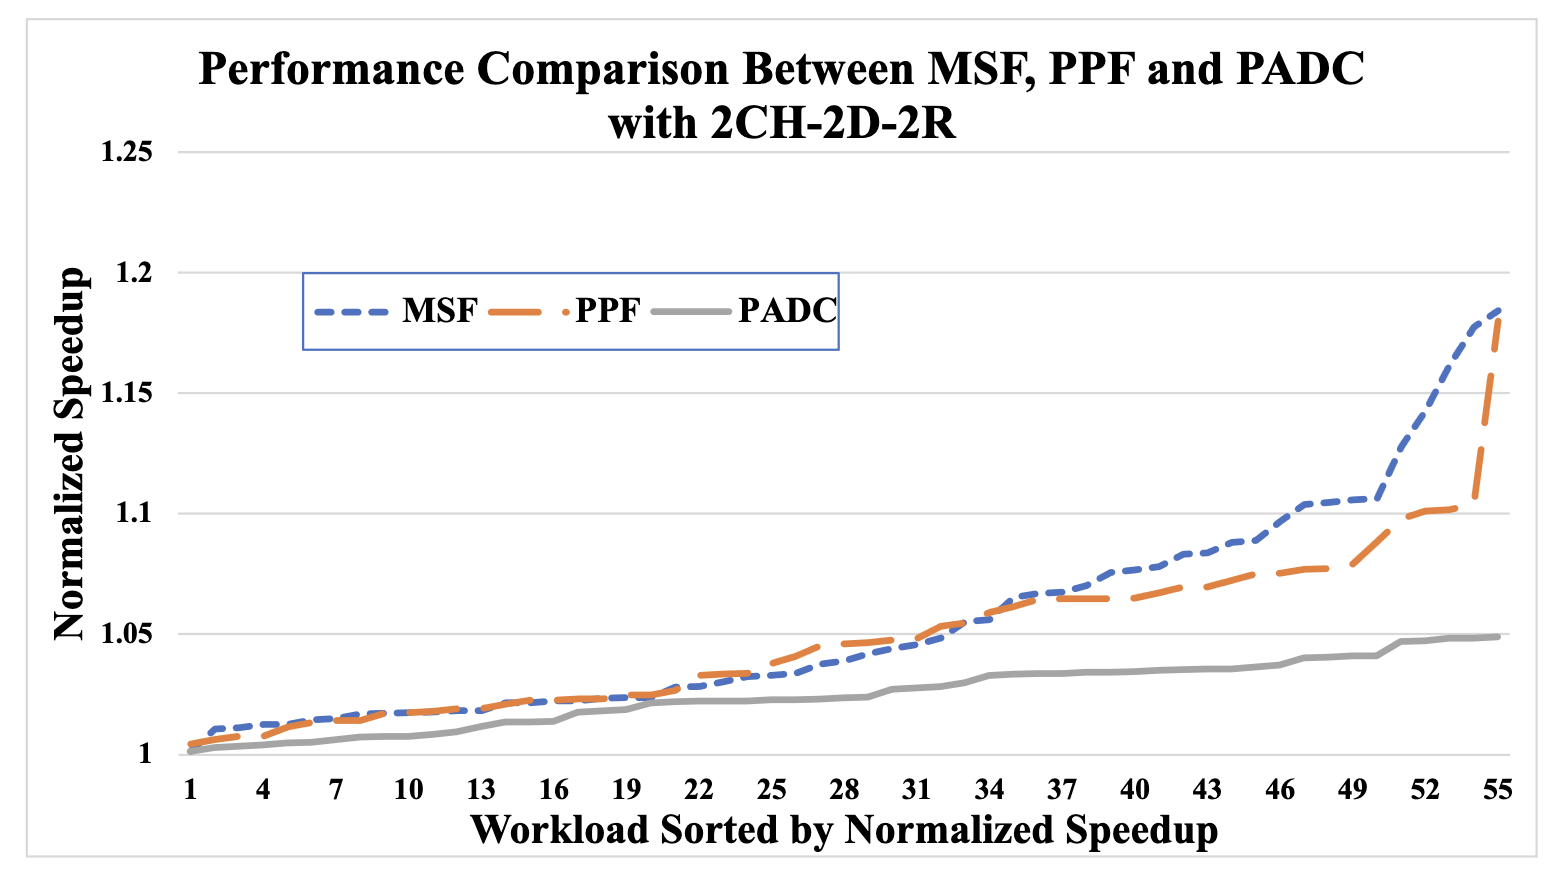 Performance Comparison Between MSF, PPF and PADC
with 2CH-2D-2R
1.25
1.2
1.15
1.1
1.05
1
Normalized Speedup
MSF PPF PADC
1 4 7 10 13 16 19 22 25 28 31 34 37 40 43 46 49 52 55
Workload Sorted by Normalized Speedup